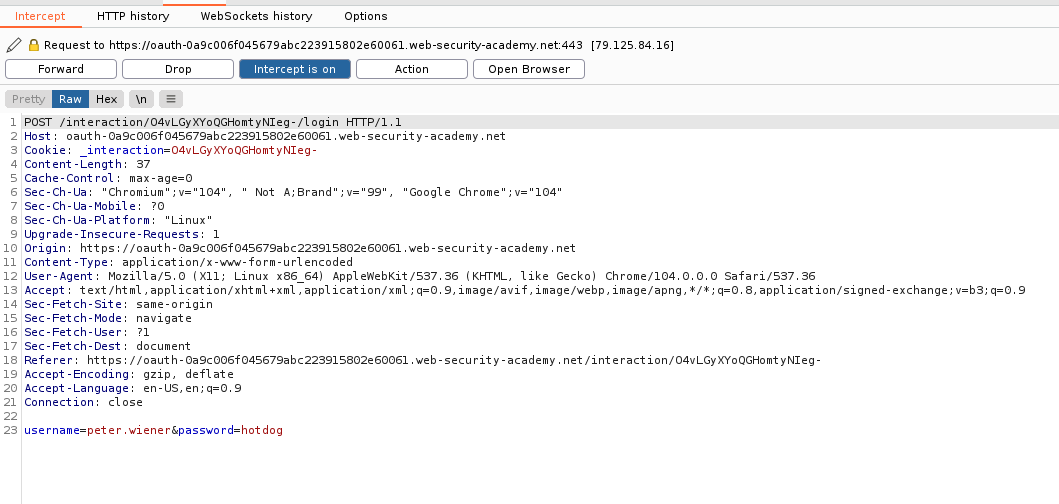 Intercept HTTP history WebSockets history Options
Request to https://oauth-0a9c006f045679abc223915802e60061.web-security-academy.net:443 [79.125.84.16]
Forward Drop Intercept is on Action Open Browser
Pretty Raw Hex \n
1 POST /interaction/O4vLGyXYoQGHomtyNIeg-/login HTTP/1.1
2 Host: oauth-0a9c006f045679abc223915802e60061.web-security-academy.net
3 Cookie: _interaction=O4vLGyXYoQGHomtyNIeg-
4 Content-Length: 37
5 Cache-Control: max-age=0
6 Sec-Ch-Ua: "Chromium";v="104", " Not A;Brand";v="99", "Google Chrome";v="104"
7 Sec-Ch-Ua-Mobile: ?0
8 Sec-Ch-Ua-Platform: "Linux"
9 Upgrade-Insecure-Requests: 1
10 Origin: https://oauth-0a9c006f045679abc223915802e60061.web-security-academy.net
11 Content-Type: application/x-www-form-urlencoded
12 User-Agent: Mozilla/5.0 (X11; Linux x86_64) AppleWebKit/537.36 (KHTML, like Gecko) Chrome/104.0.0.0 Safari/537.36
13 Accept: text/html,application/xhtml+xml,application/xml;q=0.9,image/avif,image/webp,image/apng,*/*;q=0.8,application/signed-exchange;v=b3;q=0.9
14 Sec-Fetch-Site: same-origin
15 Sec-Fetch-Mode: navigate
16 Sec-Fetch-User: ?1
17 Sec-Fetch-Dest: document
18 Referer: https://oauth-0a9c006f045679abc223915802e60061.web-security-academy.net/interaction/O4vLGyXYoQGHomtyNIeg-
19 Accept-Encoding: gzip, deflate
20 Accept-Language: en-US,en;q=0.9
21 Connection: close
22
23 username=peter.wiener&password=hotdog